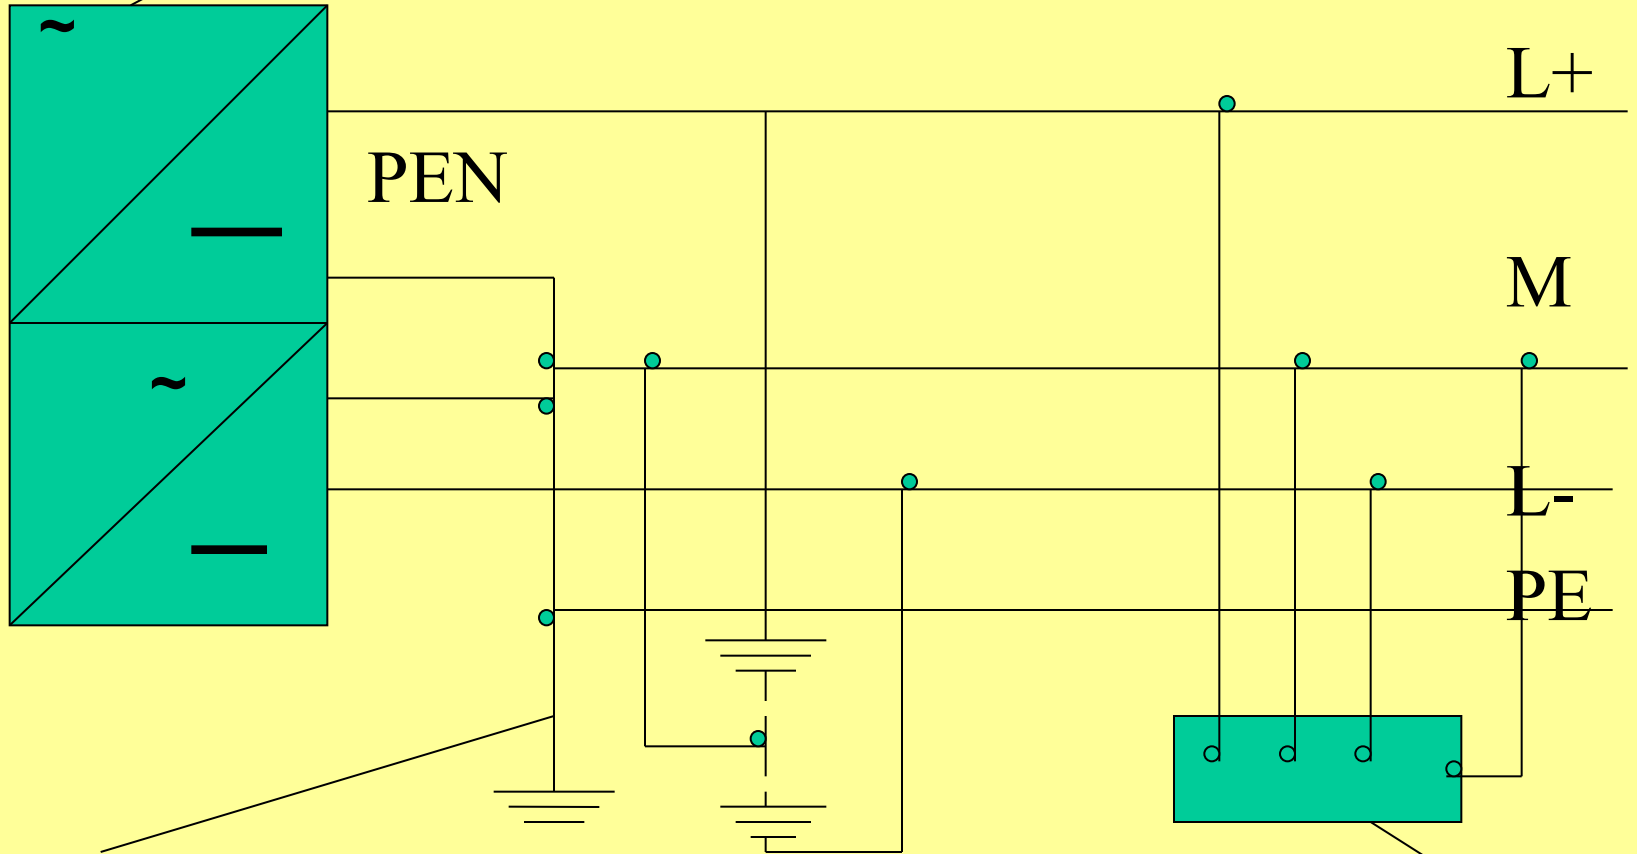 ~
L+
PEN
—
M
~
L-
—
PE